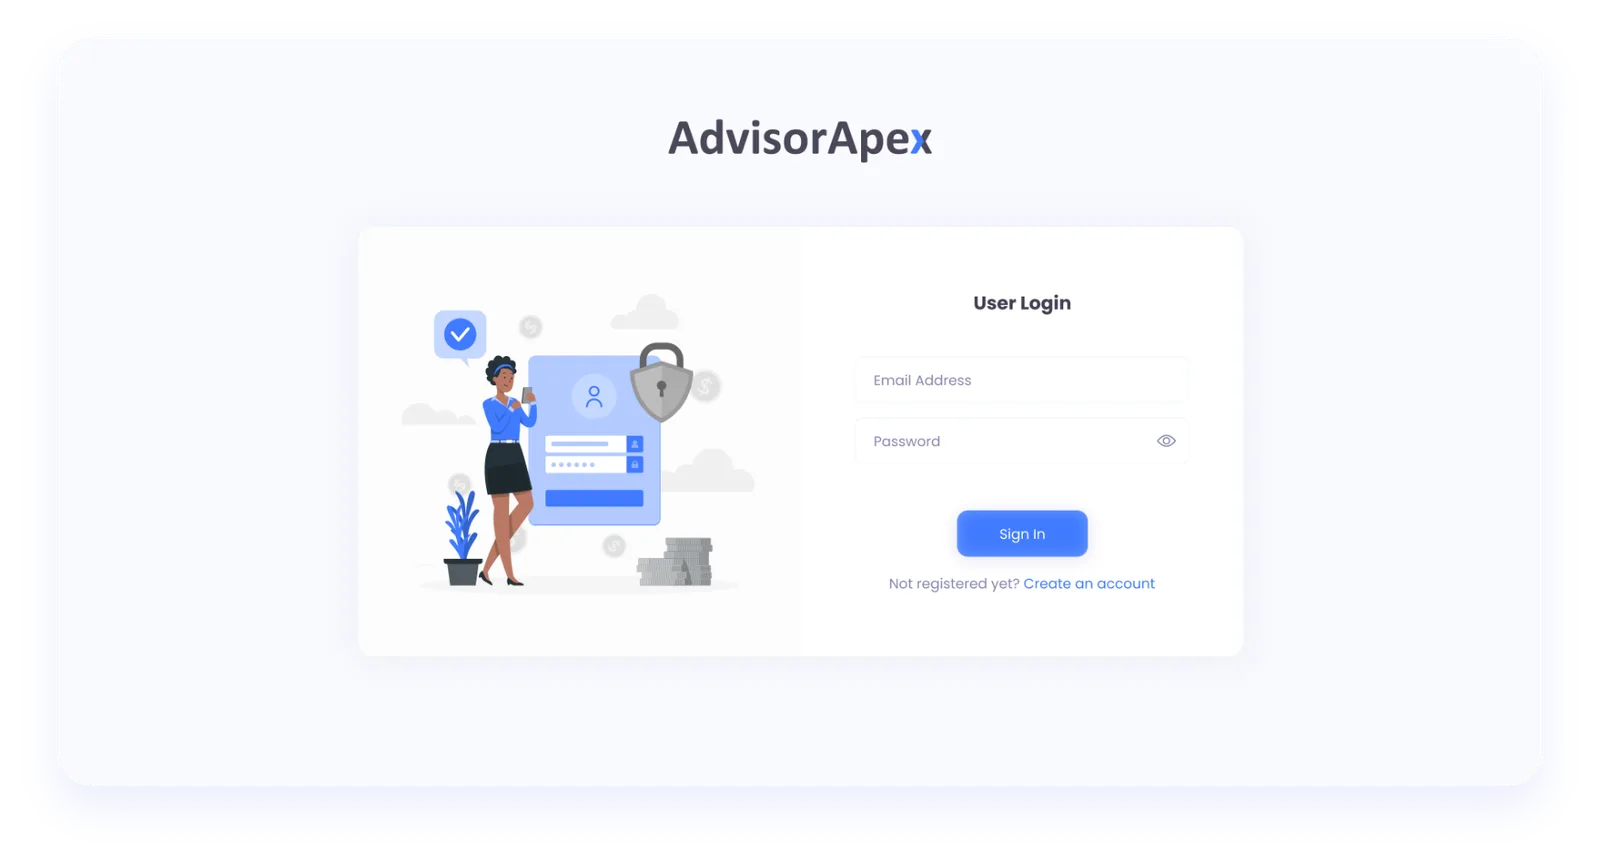 AdvisorApex
User Login
Email Address
Password
Sign In
Not registered yet? Create an account